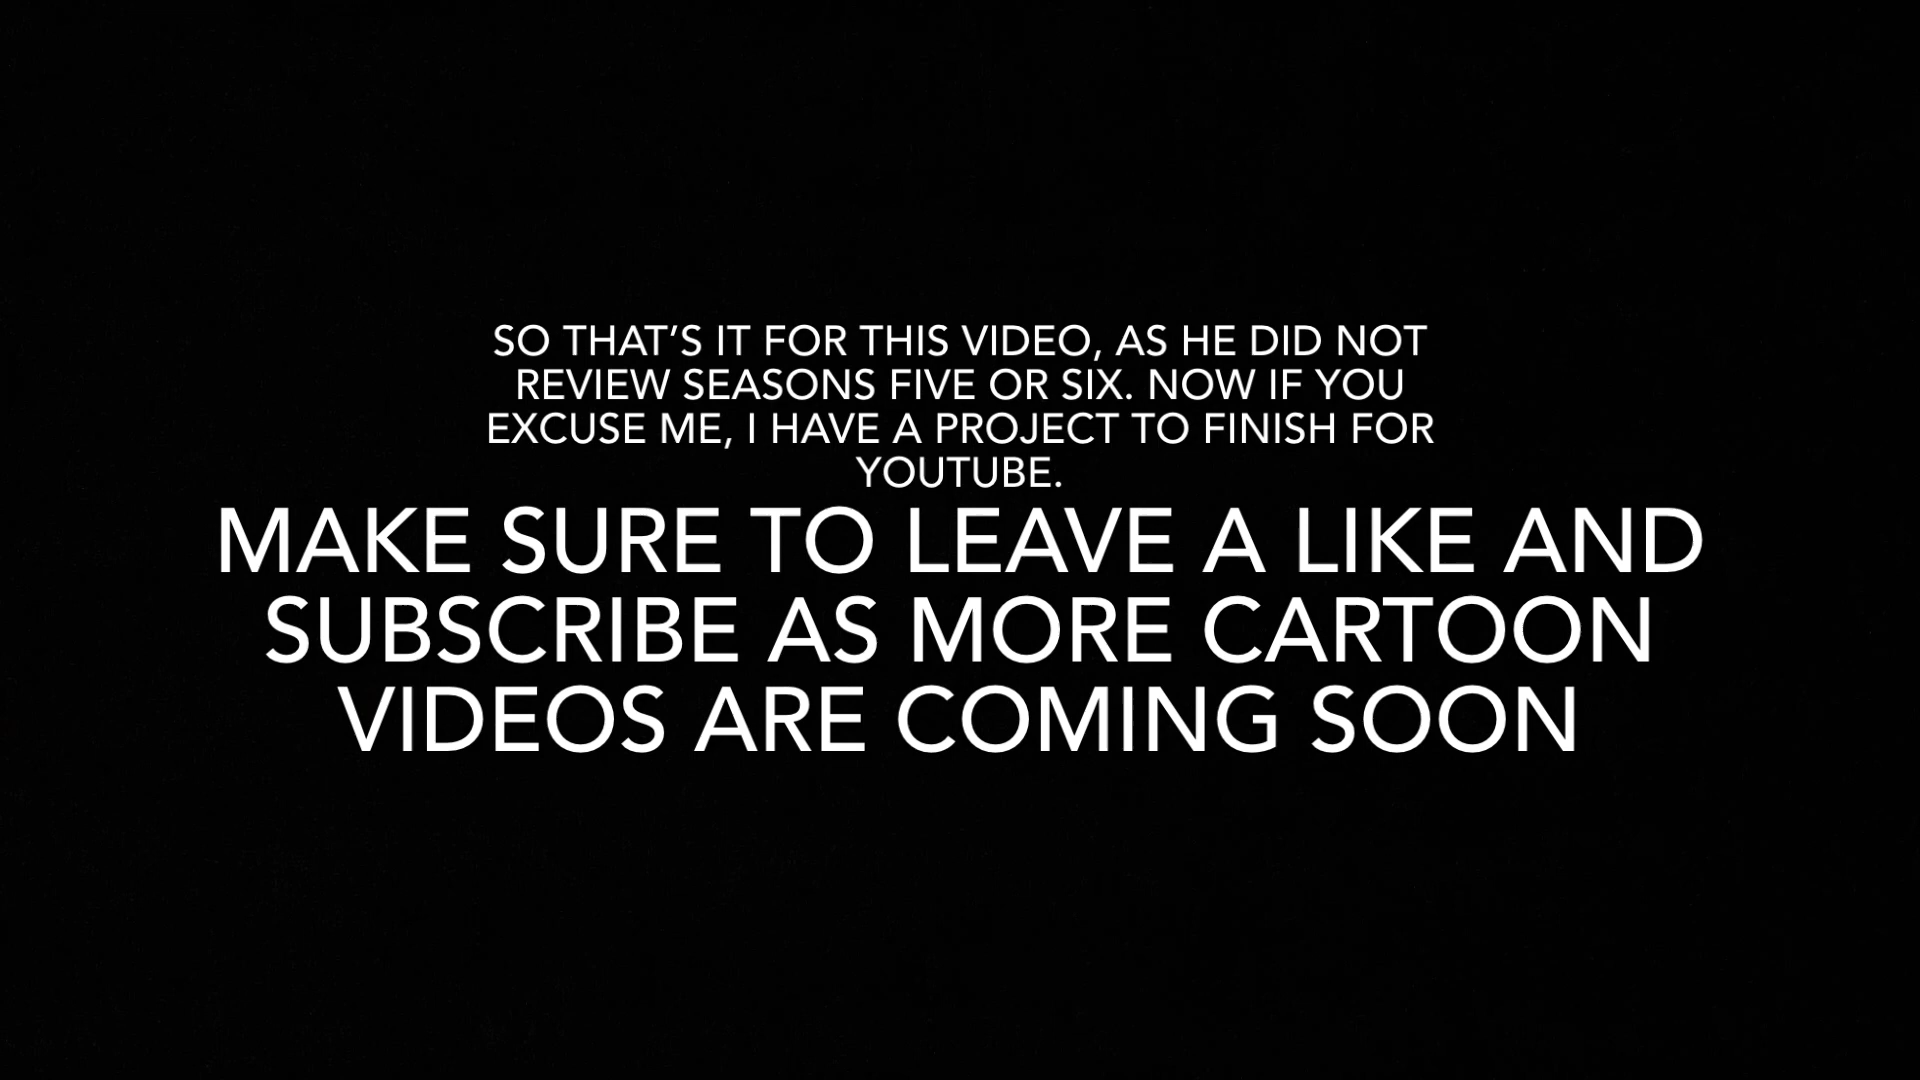 SO THAT’S IT FOR THIS VIDEO, AS HE DID NOT
REVIEW SEASONS FIVE OR SIX. NOW IF YOU
EXCUSE ME, I HAVE A PROJECT TO FINISH FOR
YOUTUBE.
MAKE SURE TO LEAVE A LIKE AND
SUBSCRIBE AS MORE CARTOON
VIDEOS ARE COMING SOON